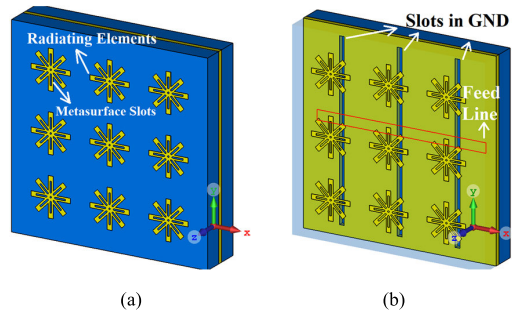 Radiating Elements
Metasurface Slots
y
z
x
(a)
Slots in GND
Feed
Line
y
z
x
(b)